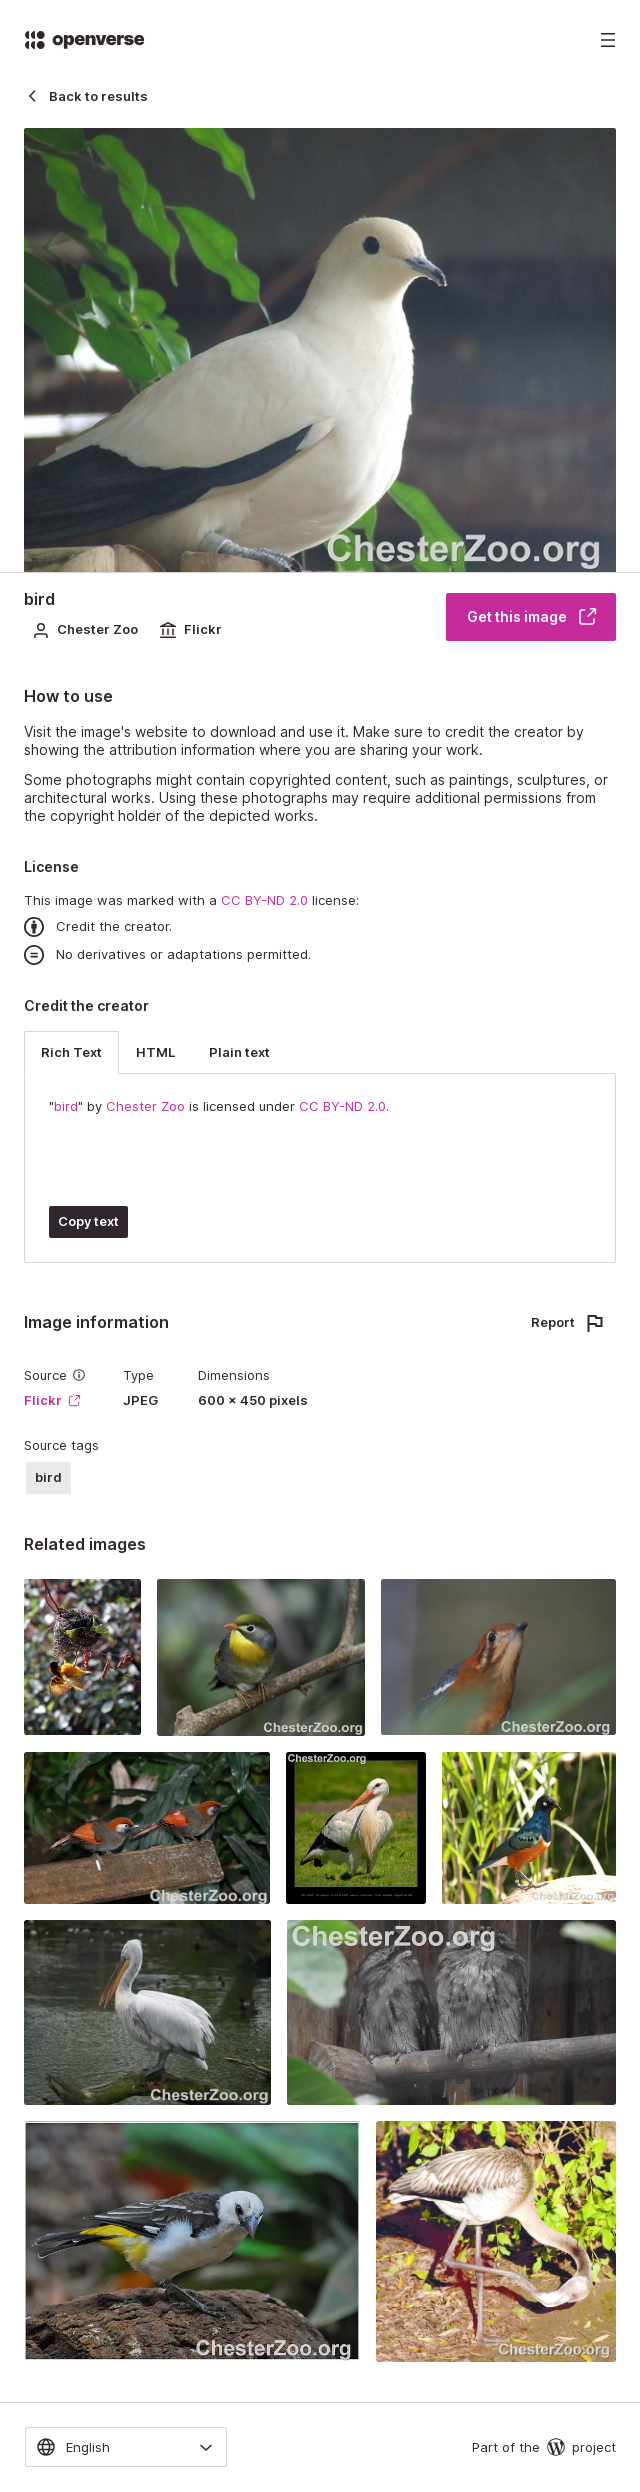 openverse
Back to results
ChesterZoo.org
bird
Chester Zoo
Flickr
Get this image
How to use
Visit the image's website to download and use it. Make sure to credit the creator by
showing the attribution information where you are sharing your work.
Some photographs might contain copyrighted content, such as paintings, sculptures, or
architectural works. Using these photographs may require additional permissions from
the copyright holder of the depicted works.
License
This image was marked with a CC BY-ND 2.0 license:
Credit the creator.
No derivatives or adaptations permitted.
Credit the creator
Rich Text HTML Plain text
"bird" by Chester Zoo is licensed under CC BY-ND 2.0.
Copy text
Image information
Report
Source Type Dimensions
Flickr JPEG 600 × 450 pixels
Source tags
bird
Related images
ChesterZoo.org
ChesterZoo.org
ChesterZoo.org
ChesterZoo.org
ChesterZoo.org
ChesterZoo.org
ChesterZoo.org
ChesterZoo.org
ChesterZoo.org
English
Part of the project